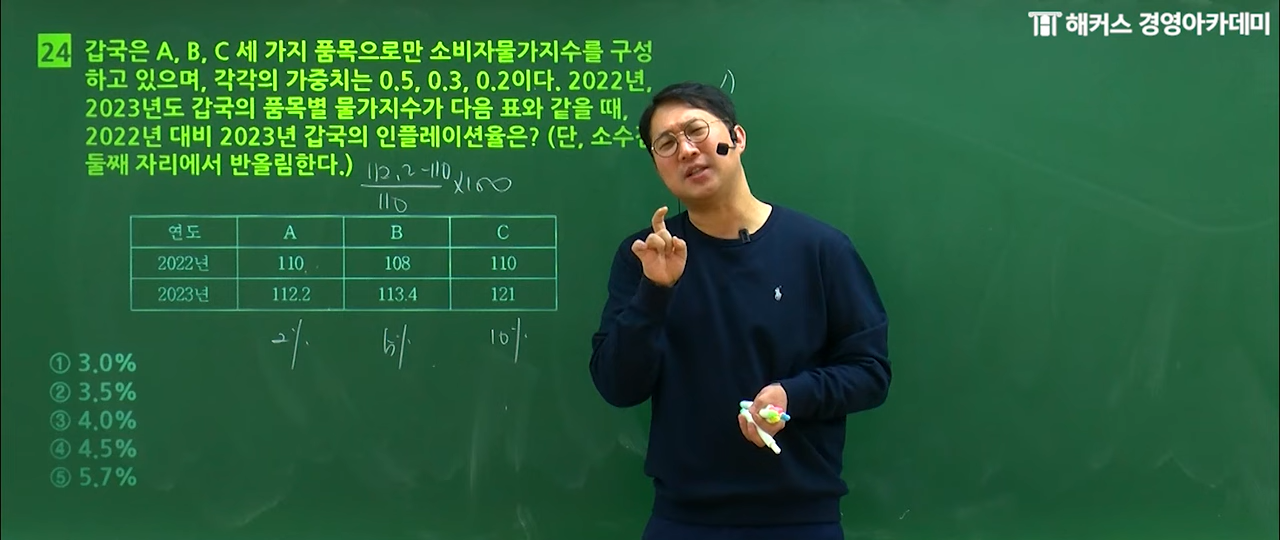 해커스 경영아카데미
24 갑국은 A, B, C 세 가지 품목으로만 소비자물가지수를 구성
하고 있으며, 각각의 가중치는 0.5, 0.3, 0.2이다. 2022년,
2023년도 갑국의 품목별 물가지수가 다음 표와 같을 때,
2022년 대비 2023년 갑국의 인플레이션율은? (단, 소수
둘째 자리에서 반올림한다.)
112.2-110
110
×100
1)
연도 A B C
2022년 110 108 110
2023년 112.2 113.4 121
2% 5% 10%
① 3.0%
② 3.5%
③ 4.0%
④ 4.5%
⑤ 5.7%